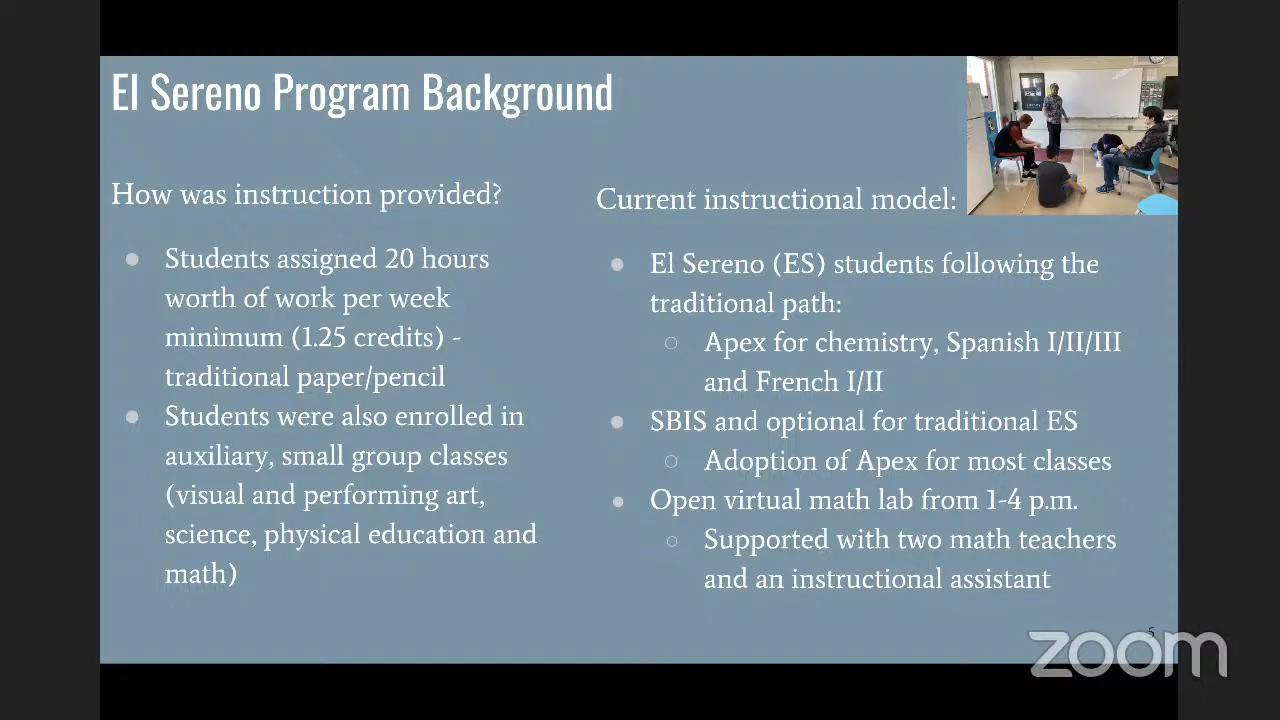 El Sereno Program Background
How was instruction provided?
● Students assigned 20 hours
worth of work per week
minimum (1.25 credits) -
traditional paper/pencil
● Students were also enrolled in
auxiliary, small group classes
(visual and performing art,
science, physical education and
math)
Current instructional model:
● El Sereno (ES) students following the
traditional path:
○ Apex for chemistry, Spanish I/II/III
and French I/II
● SBIS and optional for traditional ES
○ Adoption of Apex for most classes
● Open virtual math lab from 1-4 p.m.
○ Supported with two math teachers
and an instructional assistant
5
zoom